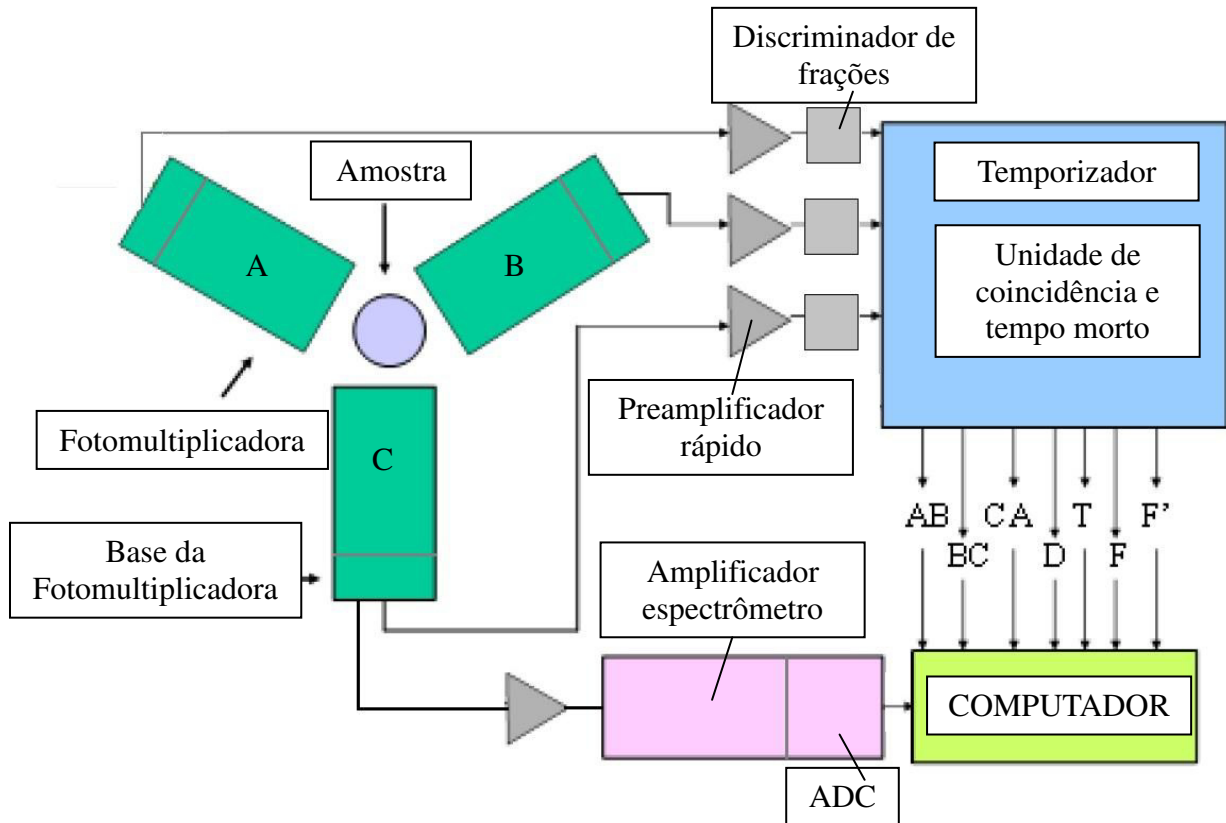 Discriminador de
frações
Amostra
Temporizador
A
B
Unidade de
coincidência e
tempo morto
Preamplificador
rápido
Fotomultiplicadora
C
AB
BC
CA
D
T
F
F'
Base da
Fotomultiplicadora
Amplificador
espectrômetro
COMPUTADOR
ADC